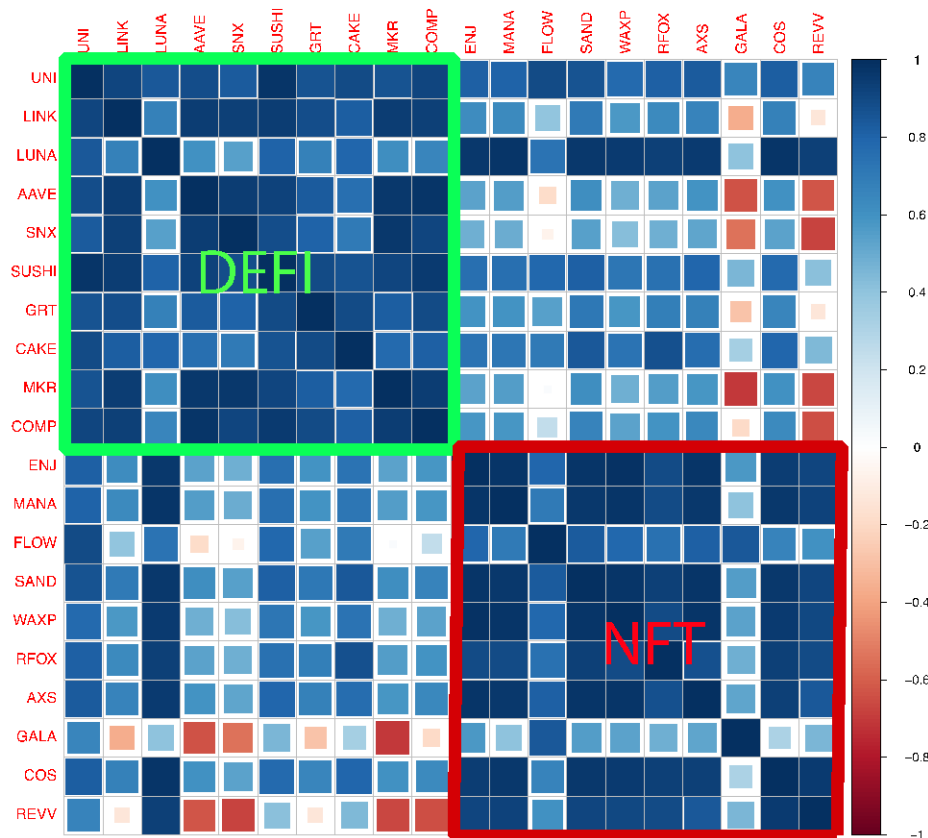 UNI LINK LUNA AAVE SNX SUSHI GRT CAKE MKR COMP ENJ MANA FLOW SAND WAXP RFOX AXS GALA COS REVV
UNI
LINK
LUNA
AAVE
SNX
SUSHI
GRT
CAKE
MKR
COMP
ENJ
MANA
FLOW
SAND
WAXP
RFOX
AXS
GALA
COS
REVV
DEFI
NFT
1
0.8
0.6
0.4
0.2
0
-0.2
-0.4
-0.6
-0.8
-1